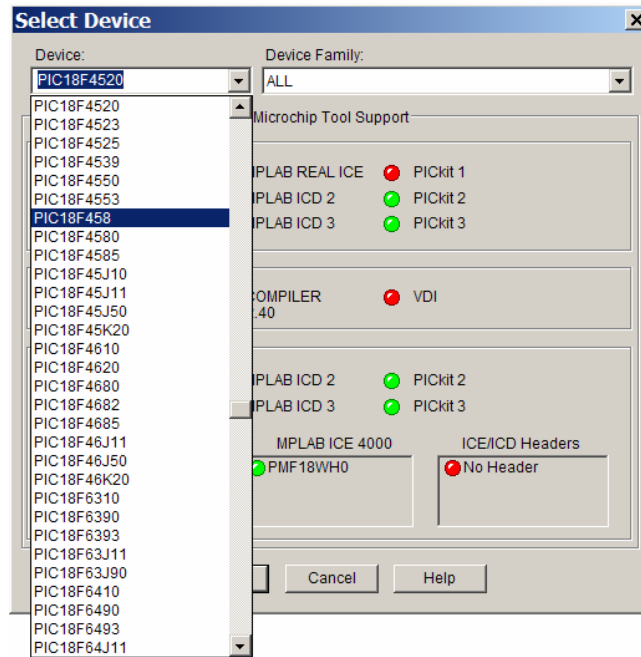 Select Device
Device:
Device Family:
PIC18F4520
ALL
PIC18F4520
PIC18F4523
PIC18F4525
PIC18F4539
PIC18F4550
PIC18F4553
PIC18F458
PIC18F4580
PIC18F4585
PIC18F45J10
PIC18F45J11
PIC18F45J50
PIC18F45K20
PIC18F4610
PIC18F4620
PIC18F4680
PIC18F4682
PIC18F4685
PIC18F46J11
PIC18F46J50
PIC18F46K20
PIC18F6310
PIC18F6390
PIC18F6393
PIC18F63J11
PIC18F63J90
PIC18F6410
PIC18F6490
PIC18F6493
PIC18F64J11
Microchip Tool Support
MPLAB REAL ICE
PICkit 1
MPLAB ICD 2
PICkit 2
MPLAB ICD 3
PICkit 3
COMPILER
VDI
.40
MPLAB ICD 2
PICkit 2
MPLAB ICD 3
PICkit 3
MPLAB ICE 4000
ICE/ICD Headers
PMF18WH0
No Header
Cancel
Help